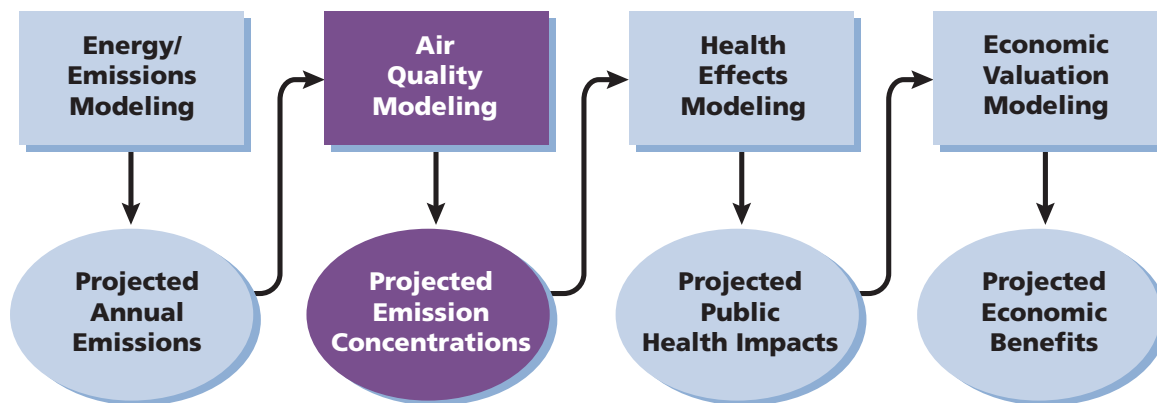 Energy/
Emissions
Modeling
Air
Quality
Modeling
Health
Effects
Modeling
Economic
Valuation
Modeling
Projected
Annual
Emissions
Projected
Emission
Concentrations
Projected
Public
Health Impacts
Projected
Economic
Benefits